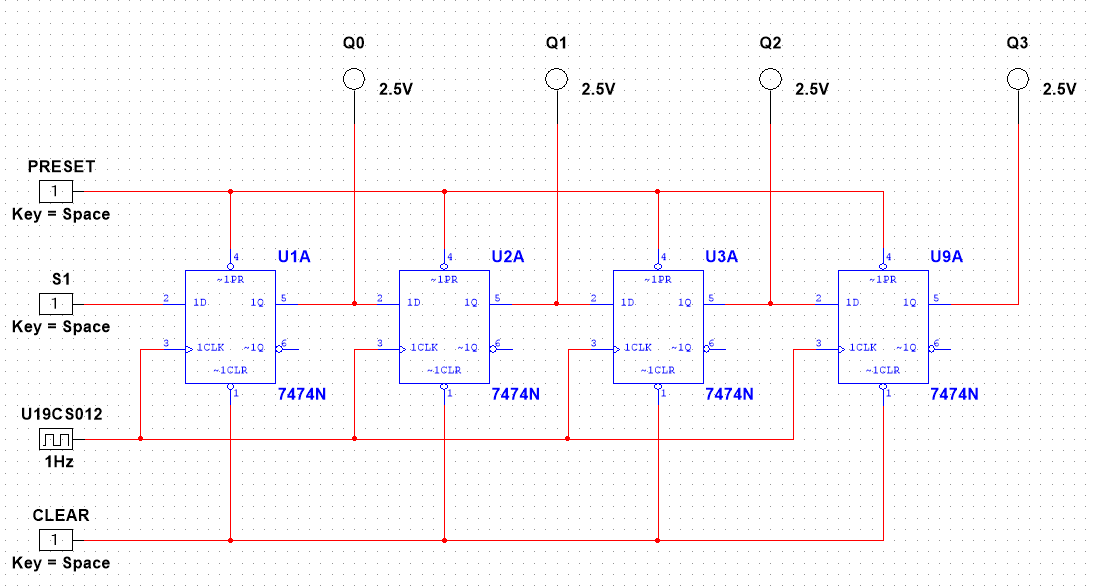 Q0 Q1 Q2 Q3
2.5V 2.5V 2.5V 2.5V
PRESET
1
Key = Space
4 U1A 4 U2A 4 U3A 4 U9A
~1PR ~1PR ~1PR ~1PR
S1
1
2 1D 1Q 5 2 1D 1Q 5 2 1D 1Q 5 2 1D 1Q 5
Key = Space
3 1CLK ~1Q 6 3 1CLK ~1Q 6 3 1CLK ~1Q 6 3 1CLK ~1Q 6
~1CLR ~1CLR ~1CLR ~1CLR
1 7474N 1 7474N 1 7474N 1 7474N
U19CS012
1Hz
CLEAR
1
Key = Space